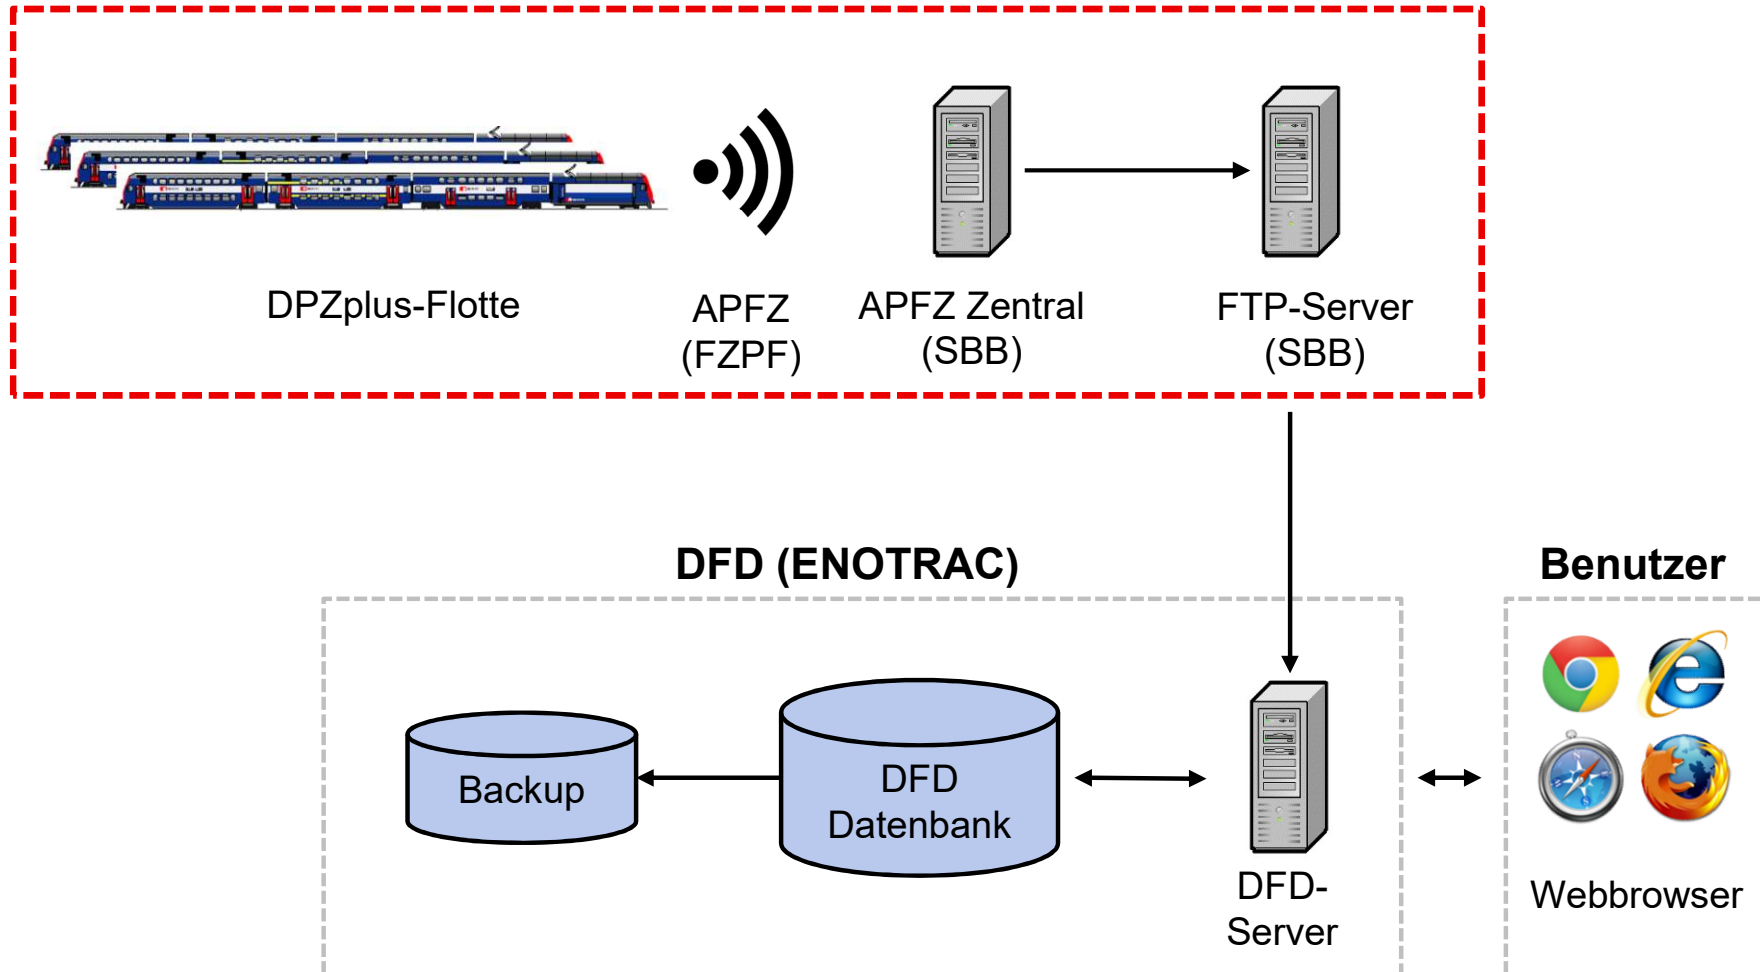 DPZplus-Flotte
APFZ
(FZPF)
APFZ Zentral
(SBB)
FTP-Server
(SBB)
DFD (ENOTRAC)
Benutzer
Backup
DFD
Datenbank
DFD-
Server
Webbrowser